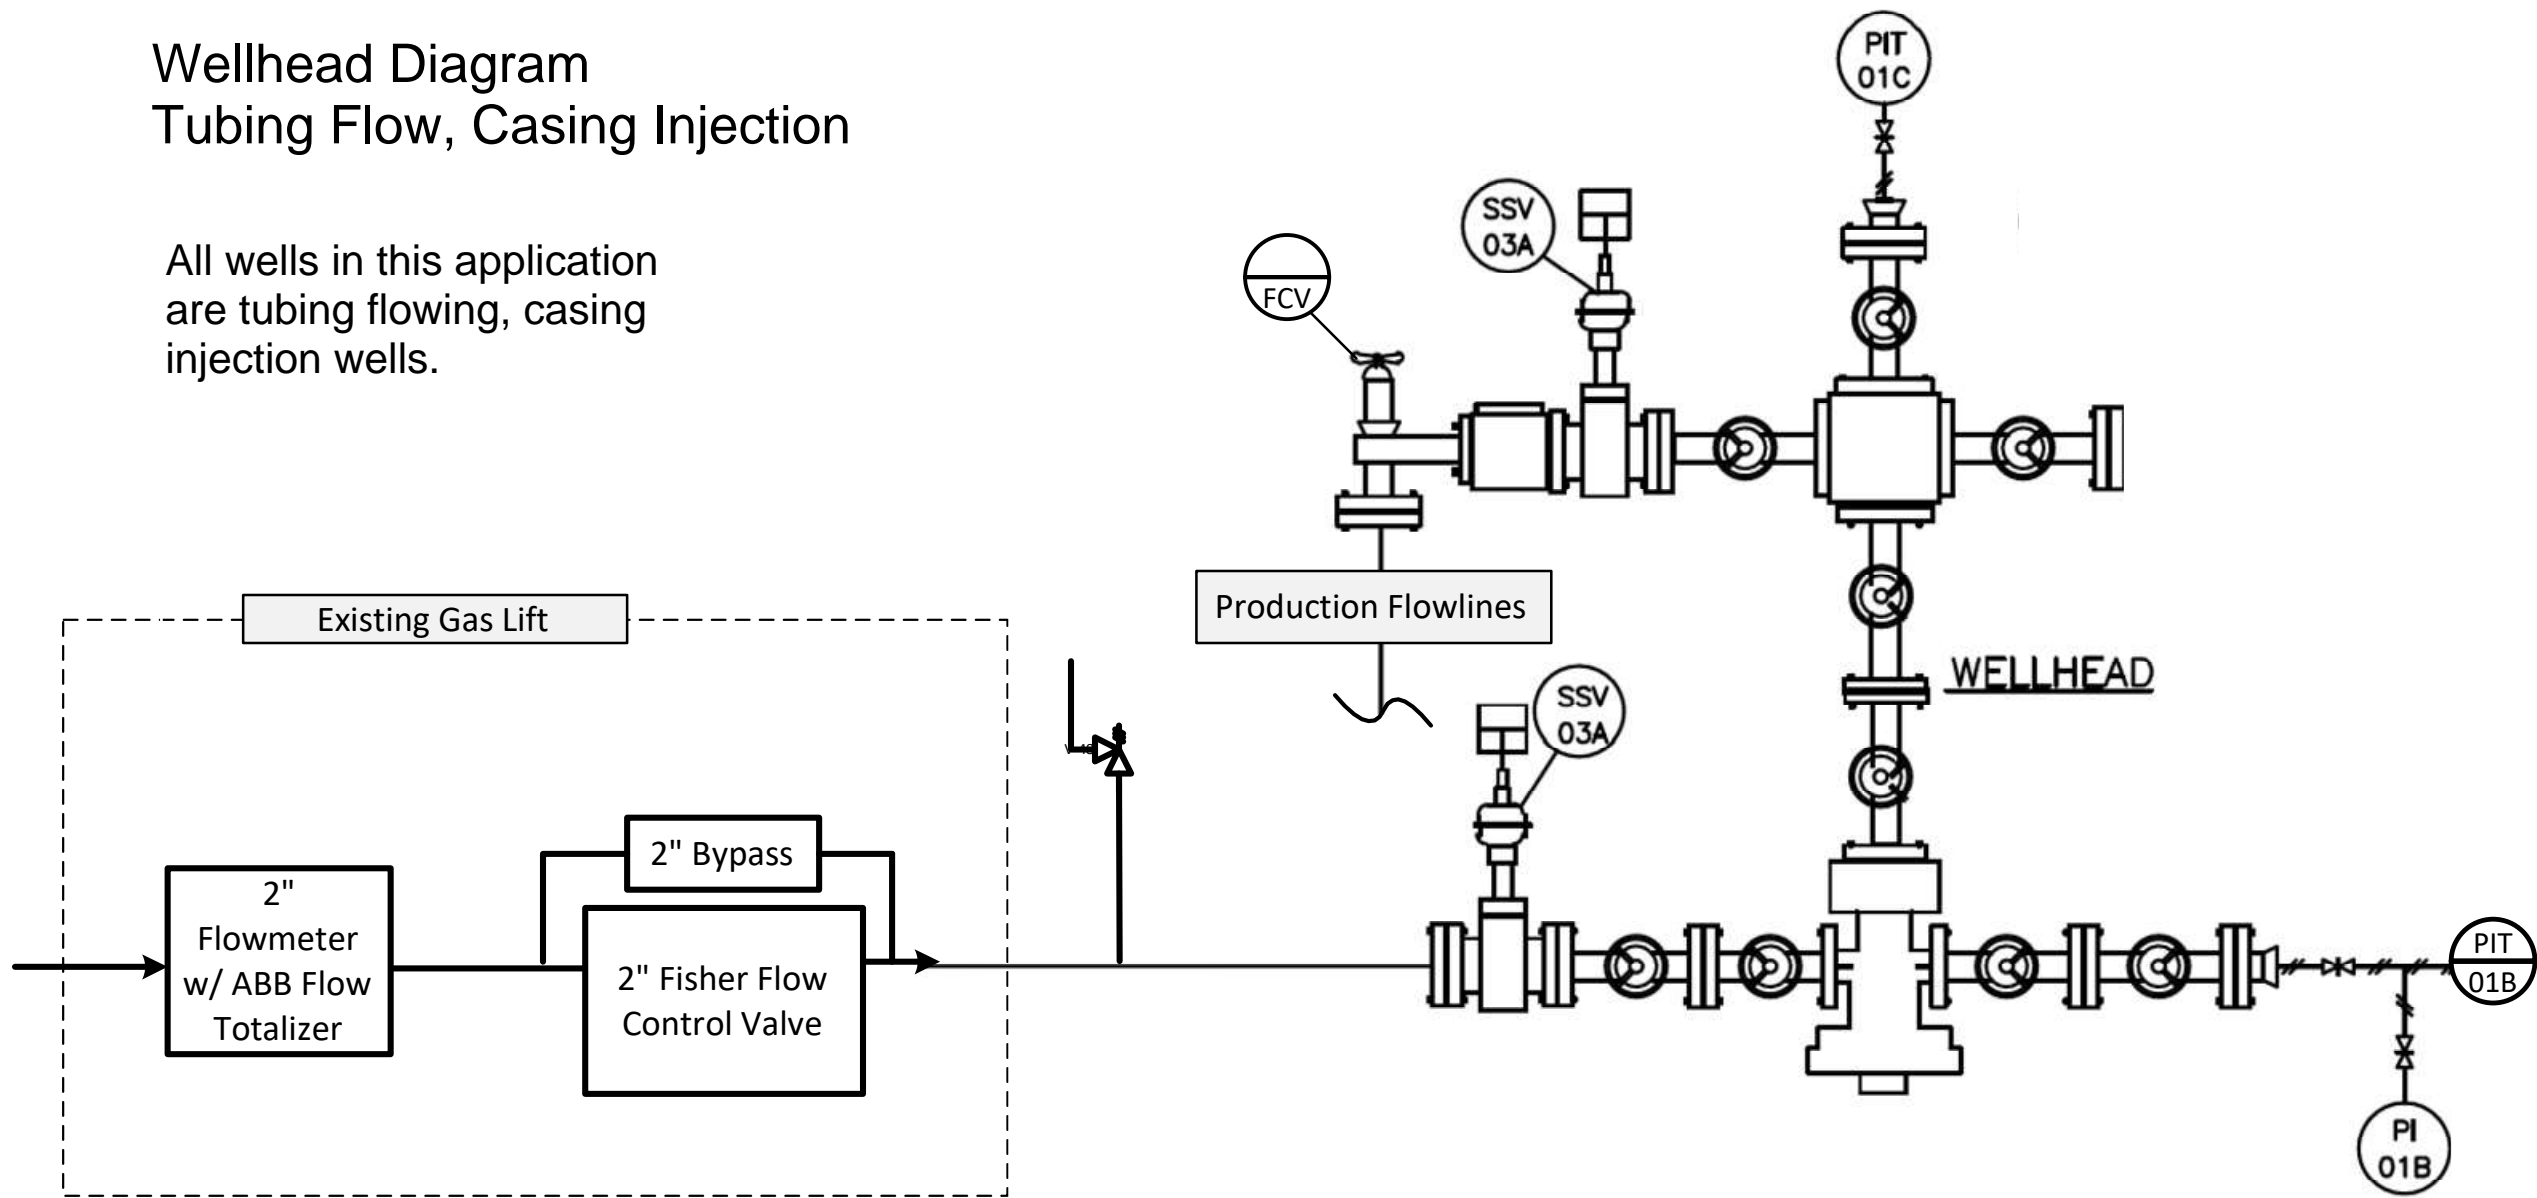 Wellhead Diagram
Tubing Flow, Casing Injection
All wells in this application
are tubing flowing, casing
injection wells.
PIT
01C
SSV
03A
FCV
Existing Gas Lift
Production Flowlines
WELLHEAD
SSV
03A
2" Bypass
2"
Flowmeter
w/ ABB Flow
Totalizer
2" Fisher Flow
Control Valve
PIT
01B
PI
01B